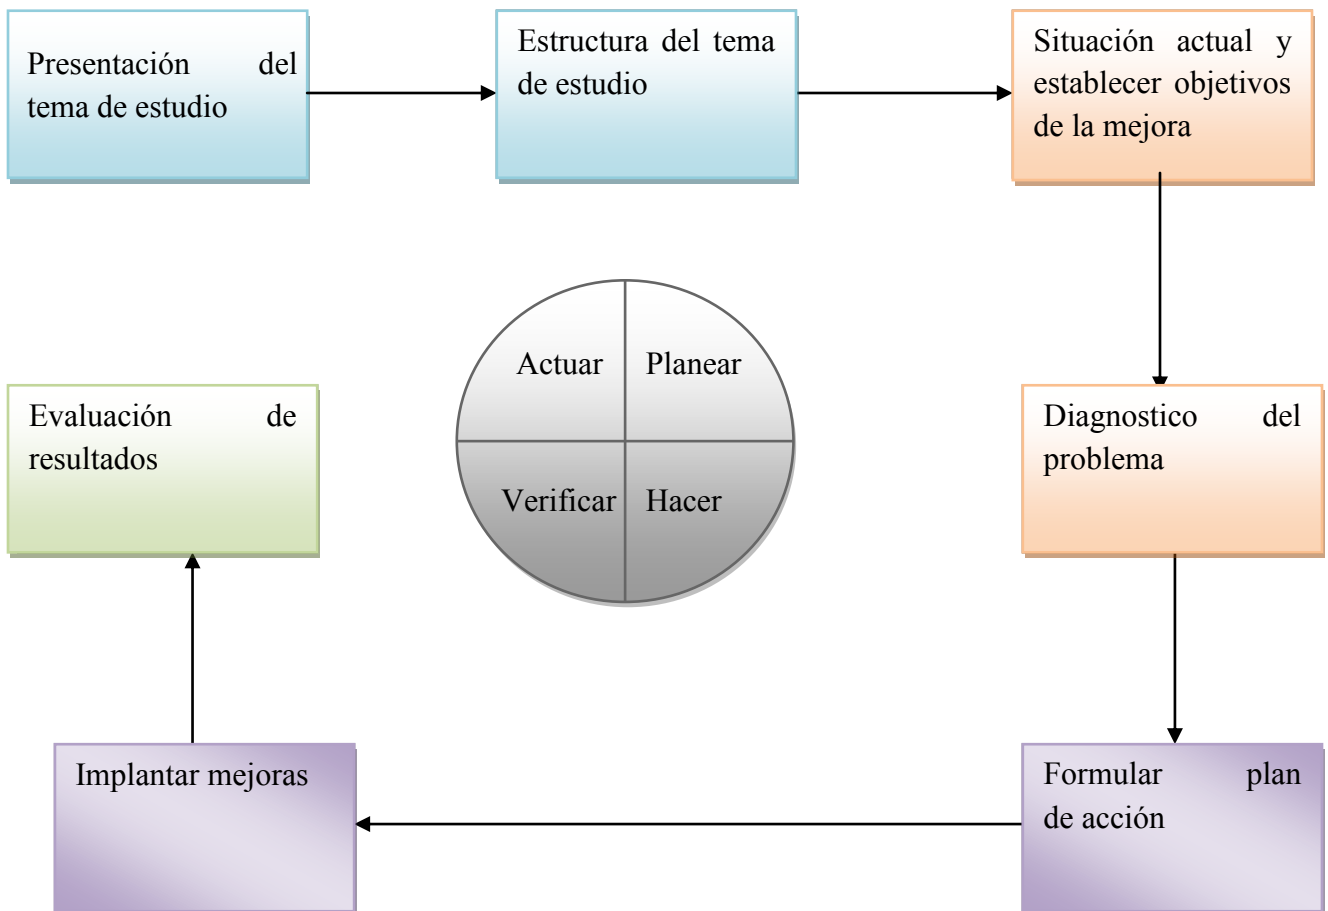 Presentación del
tema de estudio
Estructura del tema
de estudio
Situación actual y
establecer objetivos
de la mejora
Actuar
Planear
Verificar
Hacer
Evaluación de
resultados
Diagnostico del
problema
Implantar mejoras
Formular plan
de acción